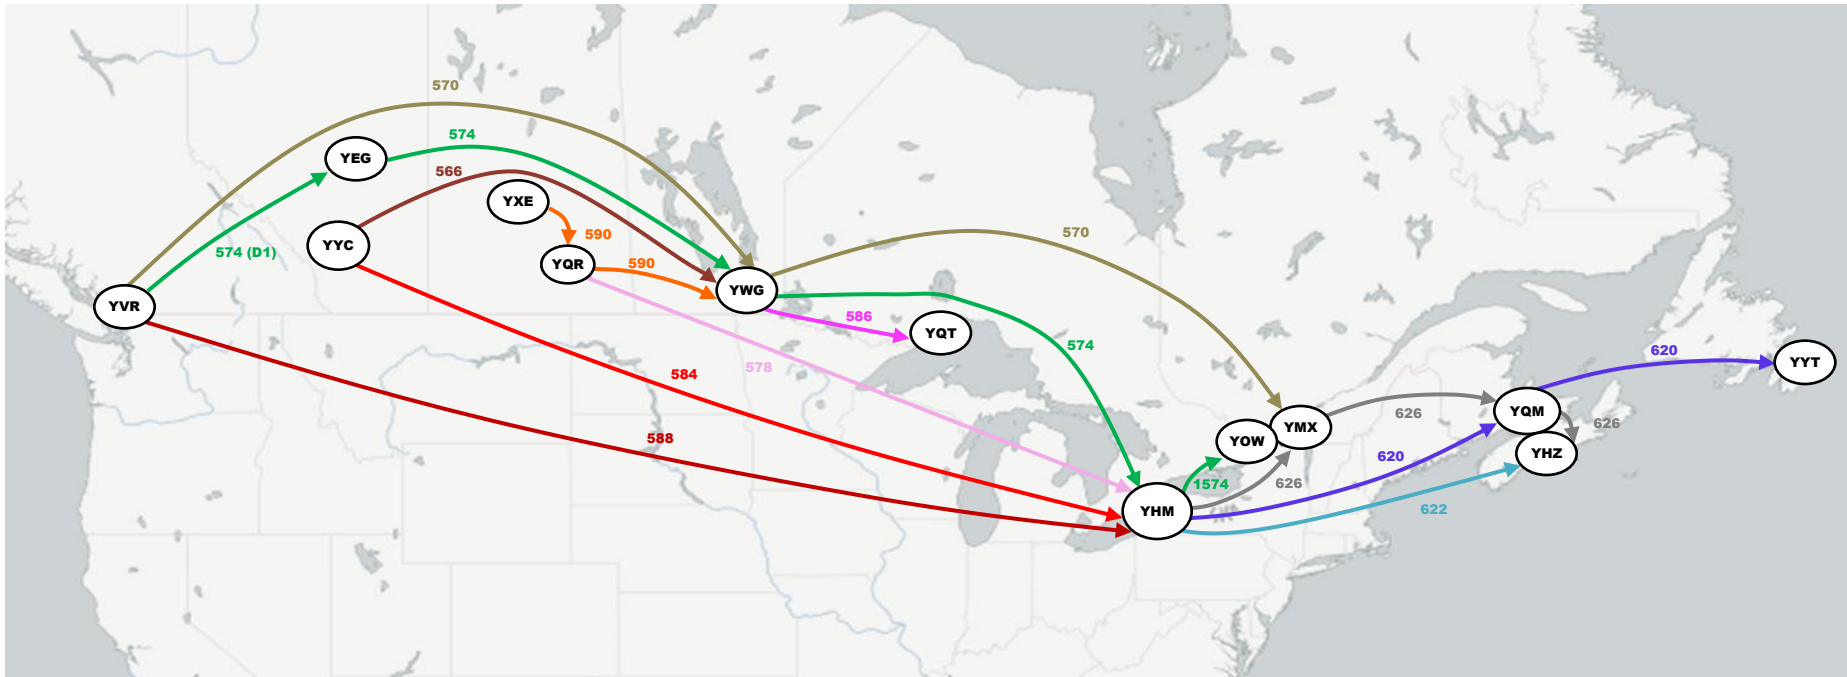 570
574
YEG
566
YXE
574 (D1)
YYC
590
YQR
590
570
YVR
YWG
586
YQT
574
578
584
620
YYT
626
YQM
626
588
YOW
YMX
620
YHZ
1574
626
YHM
622